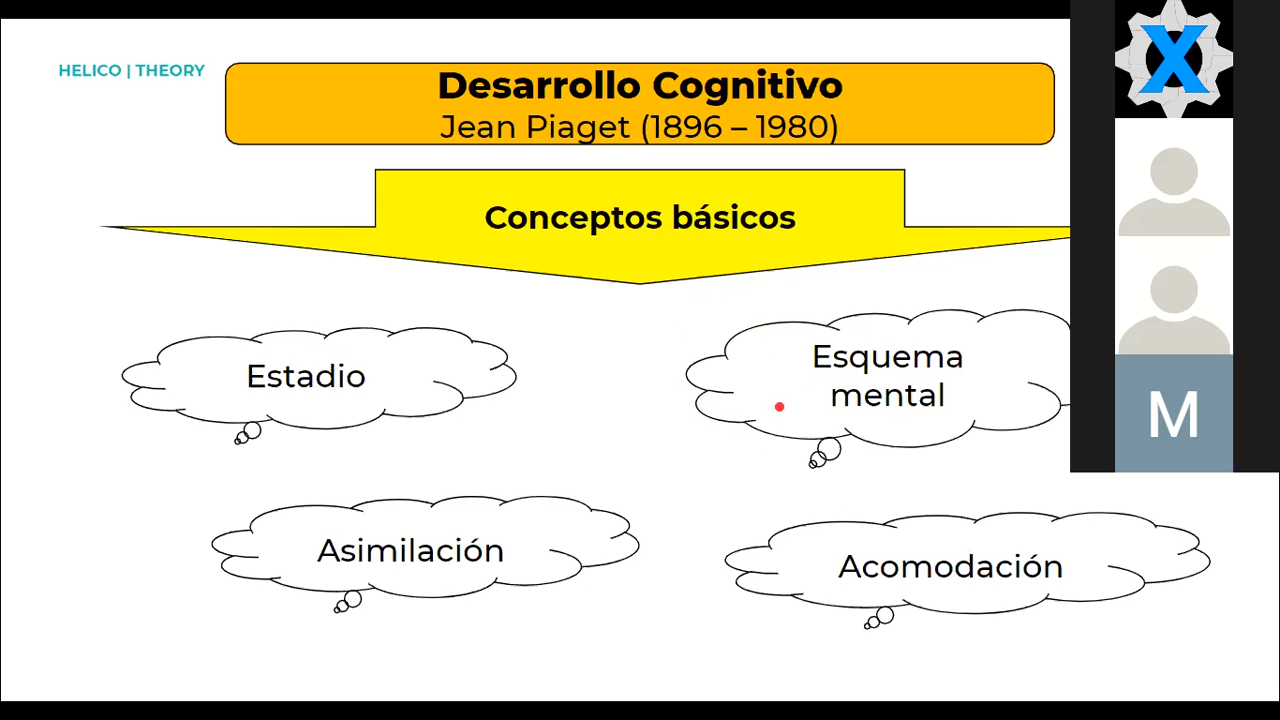 HELICO | THEORY
Desarrollo Cognitivo
Jean Piaget (1896 – 1980)
Conceptos básicos
Estadio
Esquema
mental
Asimilación
Acomodación
X
M